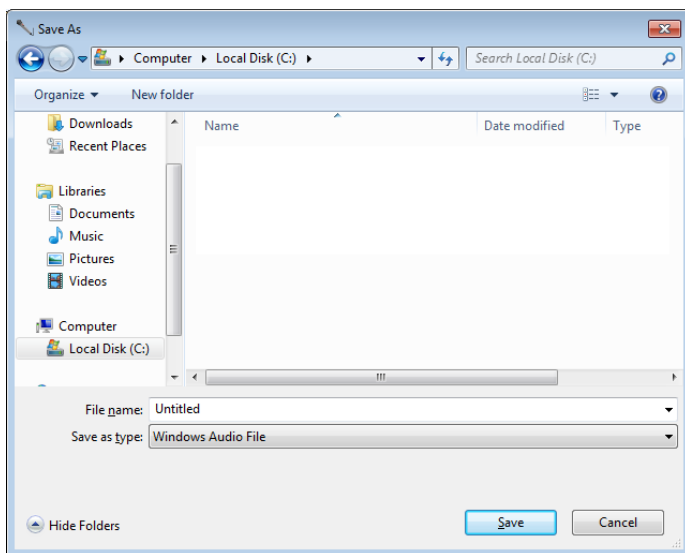 Save As
Computer Local Disk (C:) Search Local Disk (C:)
Organize New folder
Name Date modified Type
Downloads
Recent Places
Libraries
Documents
Music
Pictures
Videos
Computer
Local Disk (C:)
File name: Untitled
Save as type: Windows Audio File
Hide Folders Save Cancel